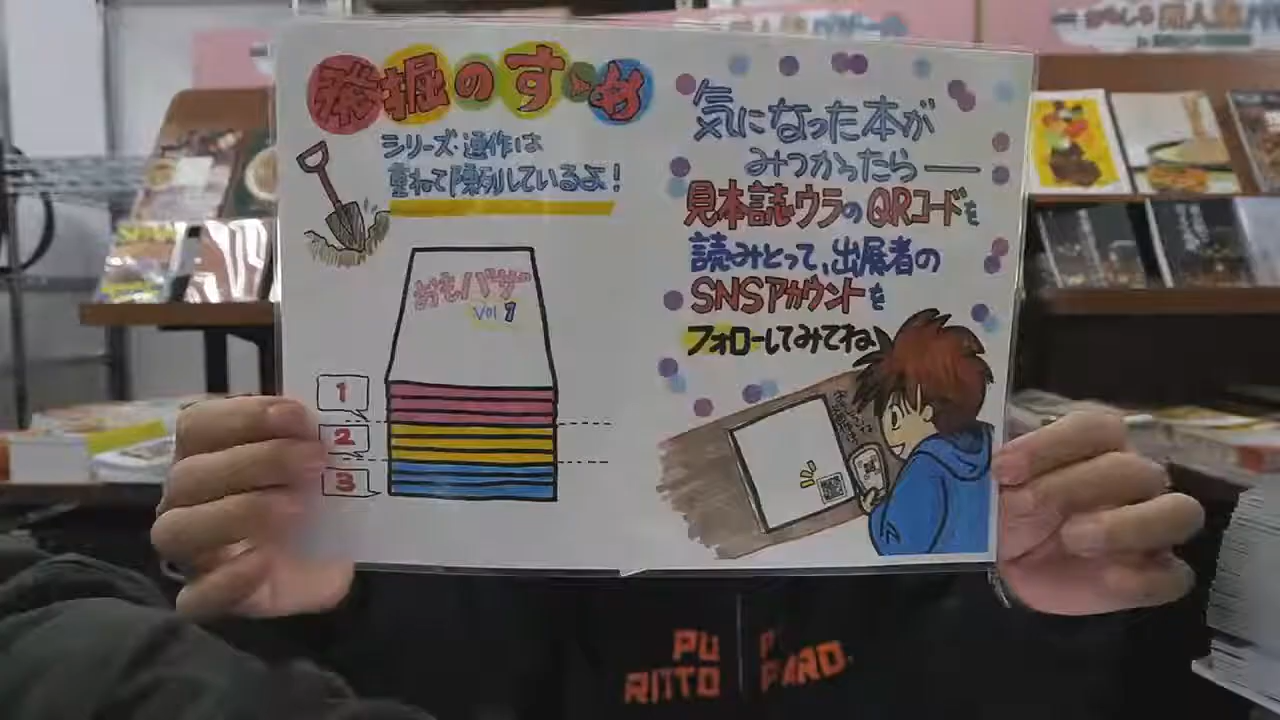 発掘のすゝめ
シリーズ・連作は
重ねて陳列しているよ!
おもバザ
vol 1
1
2
3
気になった本が
みつかったら──
見本誌ウラのQRコードを
読みとって、出展者の
SNSアカウントを
フォローしてみてね♪
PU
RITTO
PARO